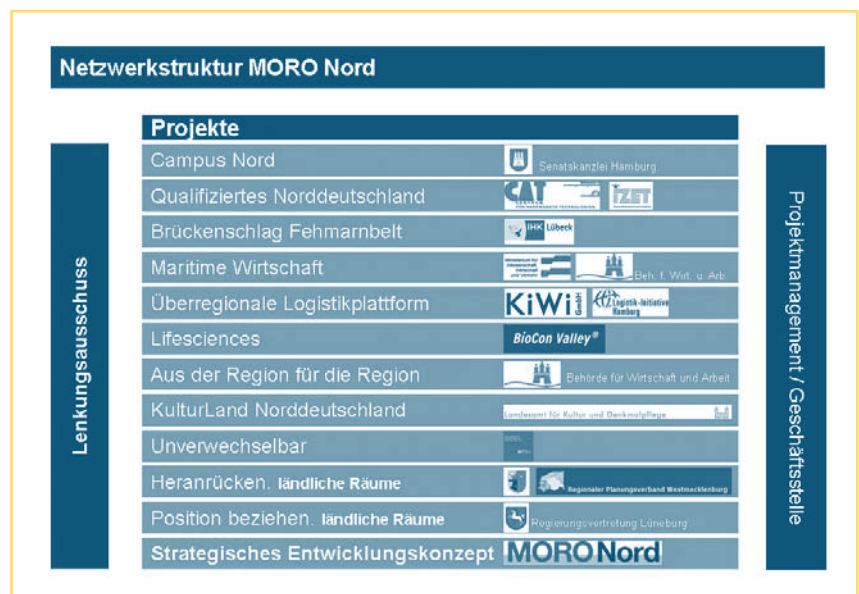 Netzwerkstruktur MORO Nord
Lenkungsausschuss
Projekte
Campus Nord Senatskanzlei Hamburg
Qualifiziertes Norddeutschland CAT IZET
Brückenschlag Fehmarnbelt IHK Lübeck
Maritime Wirtschaft Beh. f. Wirt. u. Arb.
Überregionale Logistikplattform KiWi GmbH Logistik-Initiative Hamburg
Lifesciences BioCon Valley®
Aus der Region für die Region Behörde für Wirtschaft und Arbeit
KulturLand Norddeutschland Landesamt für Kultur und Denkmalpflege
Unverwechselbar
Heranrücken. ländliche Räume Regionaler Planungsverband Westmecklenburg
Position beziehen. ländliche Räume Regierungsvertretung Lüneburg
Strategisches Entwicklungskonzept MORO Nord
Projektmanagement / Geschäftsstelle